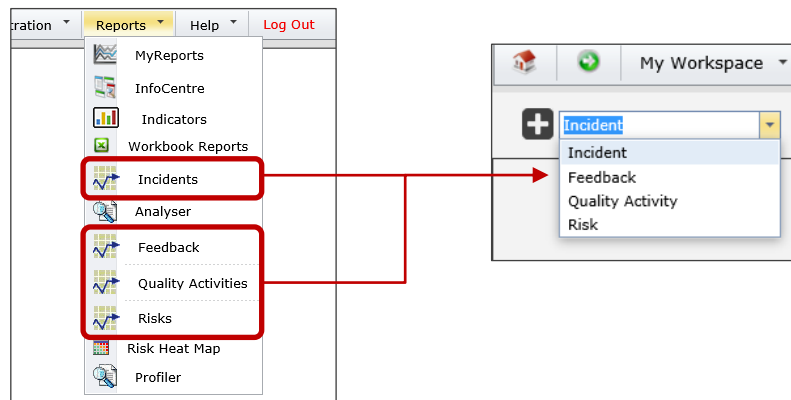 ration Reports Help Log Out
MyReports
InfoCentre
Indicators
Workbook Reports
Incidents
Analyser
Feedback
Quality Activities
Risks
Risk Heat Map
Profiler
My Workspace
Incident
Incident
Feedback
Quality Activity
Risk